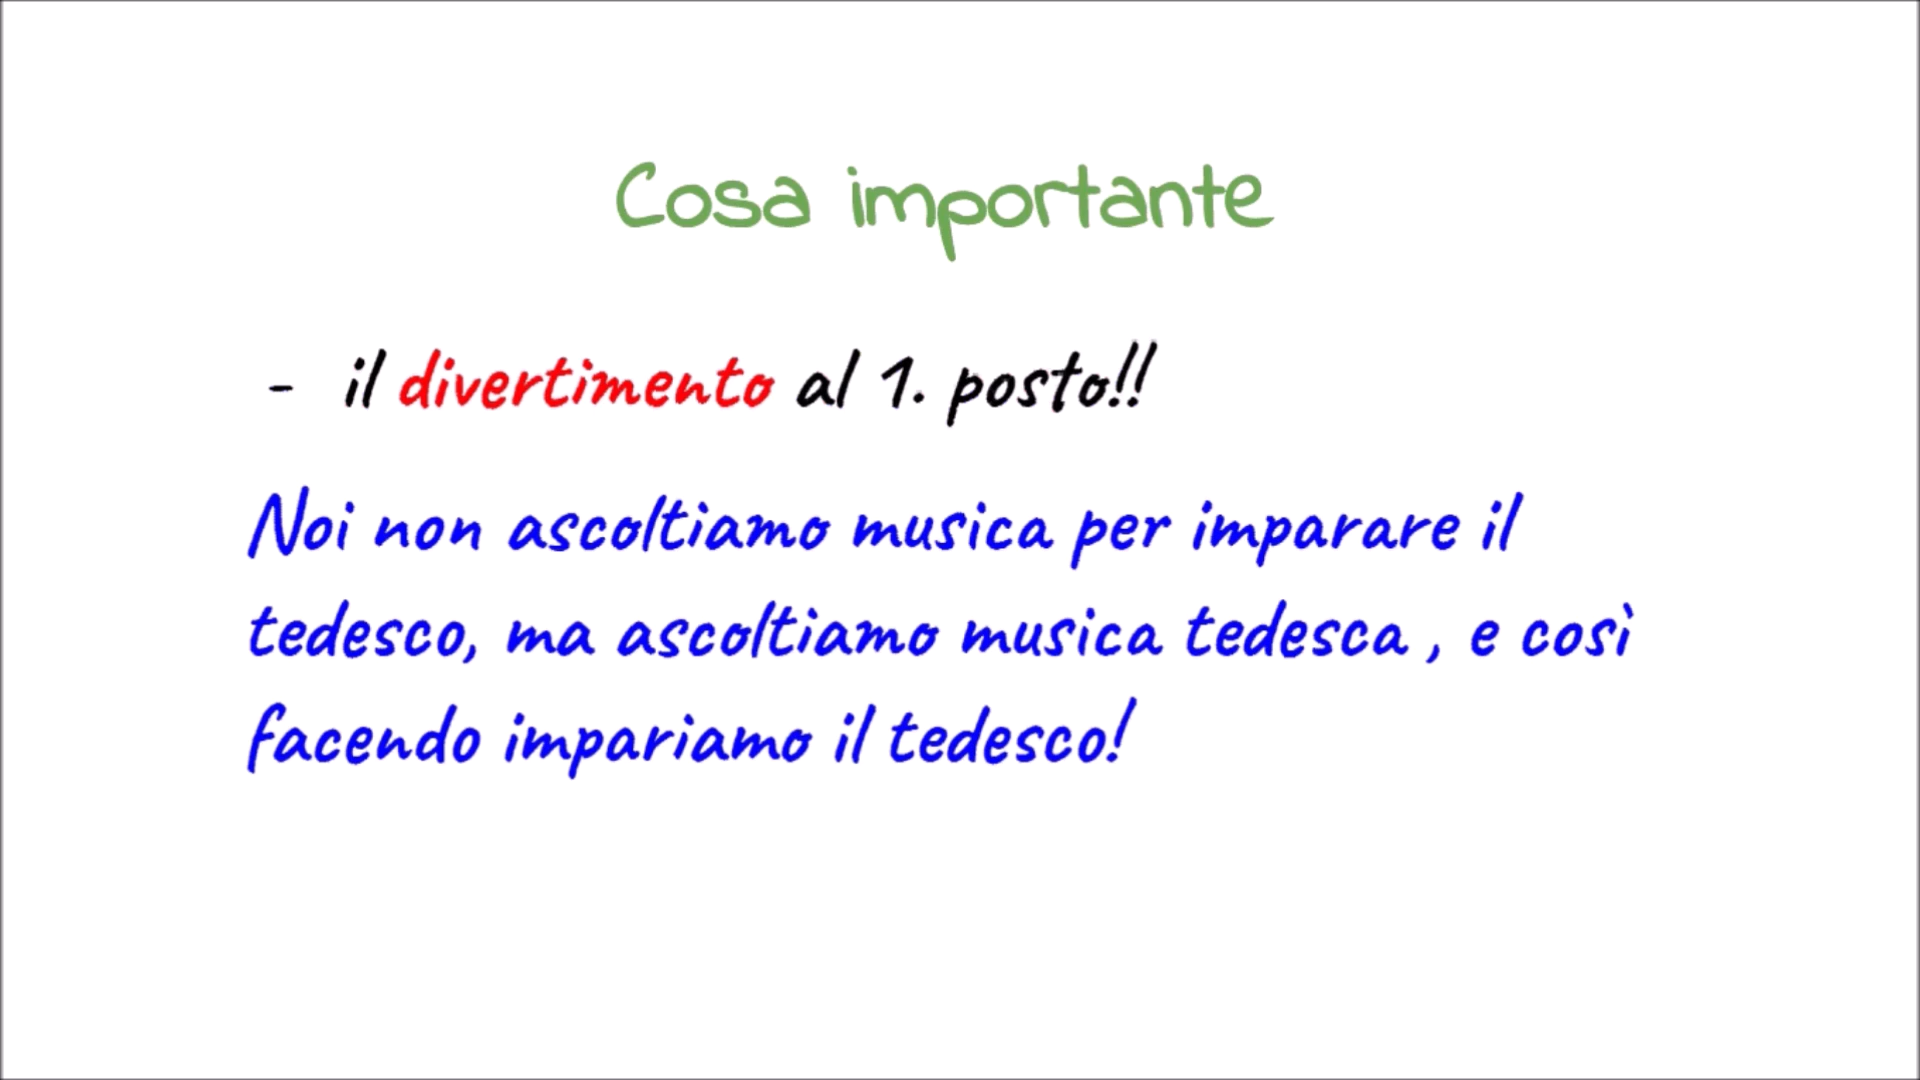 Cosa importante
- il divertimento al 1. posto!!
Noi non ascoltiamo musica per imparare il
tedesco, ma ascoltiamo musica tedesca , e così
facendo impariamo il tedesco!